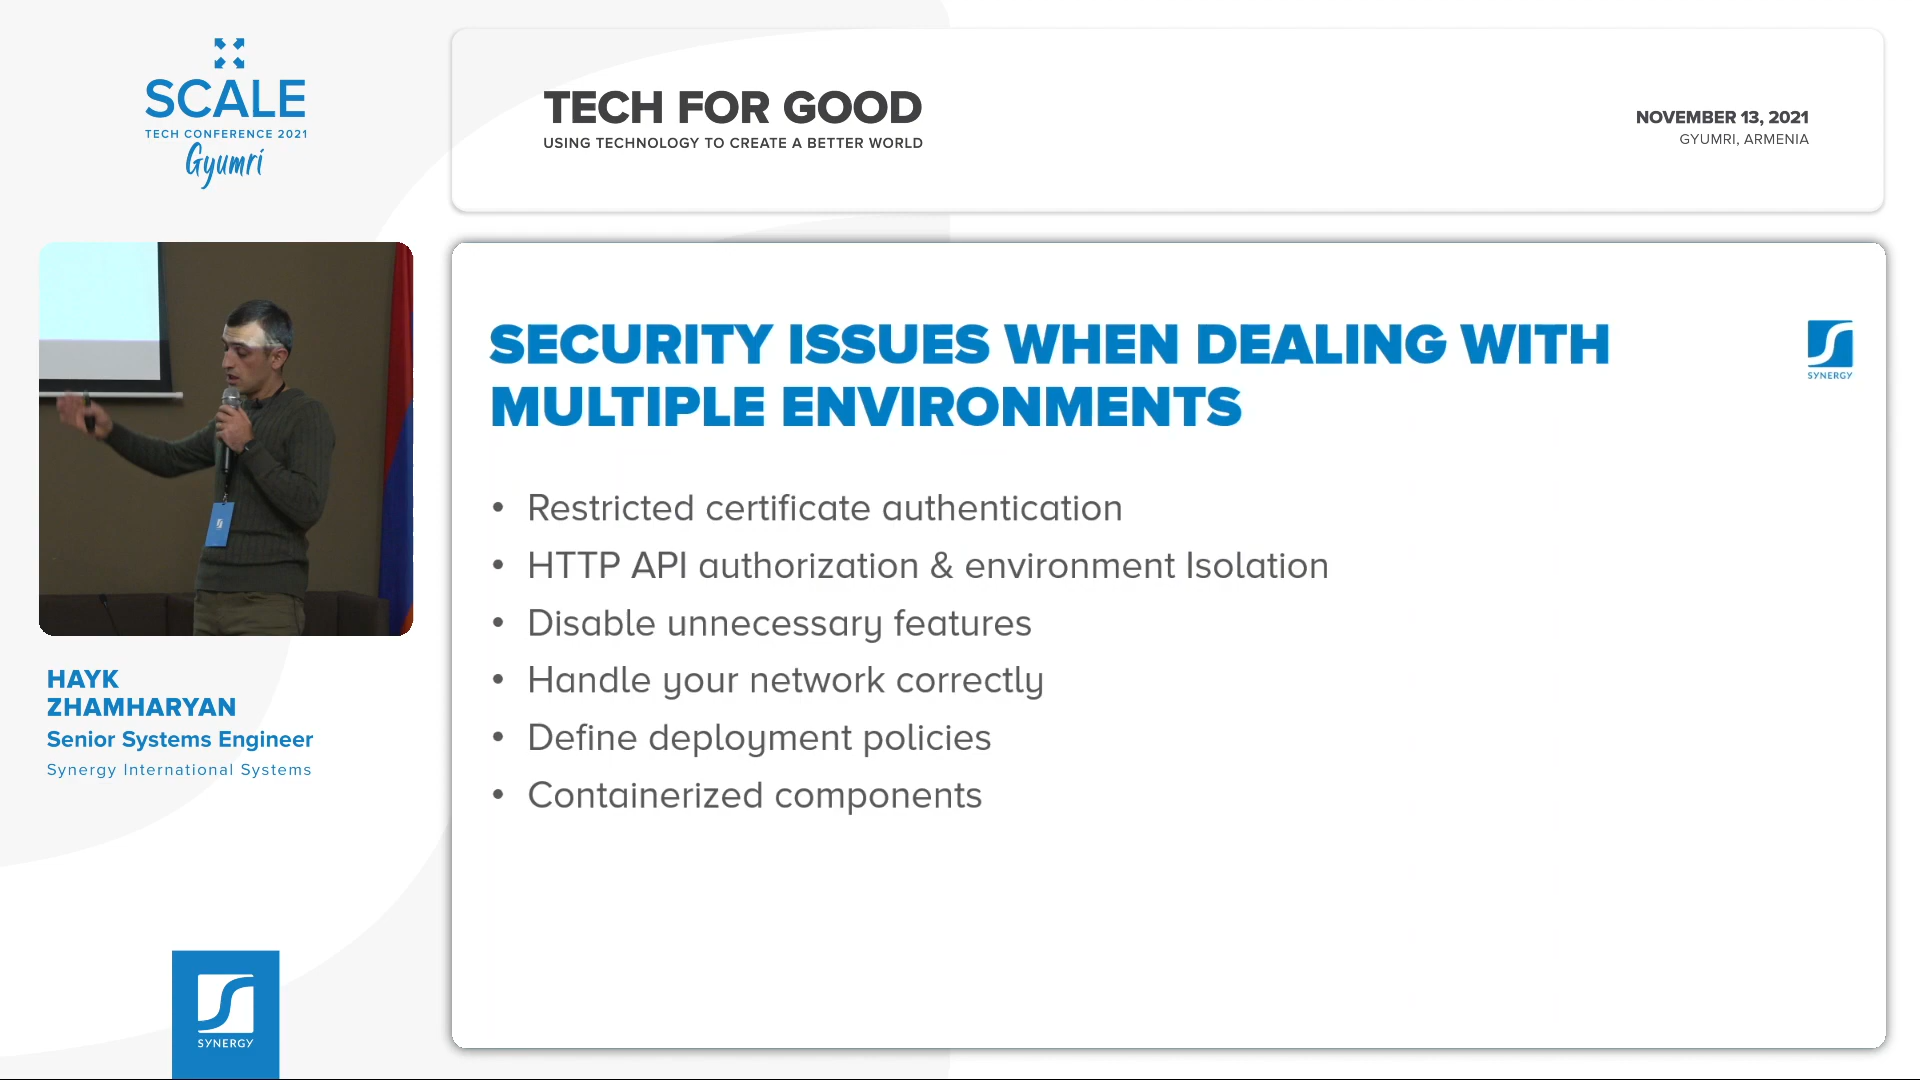 SCALE
TECH CONFERENCE 2021
Gyumri
TECH FOR GOOD
USING TECHNOLOGY TO CREATE A BETTER WORLD
NOVEMBER 13, 2021
GYUMRI, ARMENIA
SECURITY ISSUES WHEN DEALING WITH
MULTIPLE ENVIRONMENTS
SYNERGY
• Restricted certificate authentication
• HTTP API authorization & environment Isolation
• Disable unnecessary features
• Handle your network correctly
• Define deployment policies
• Containerized components
HAYK
ZHAMHARYAN
Senior Systems Engineer
Synergy International Systems
SYNERGY